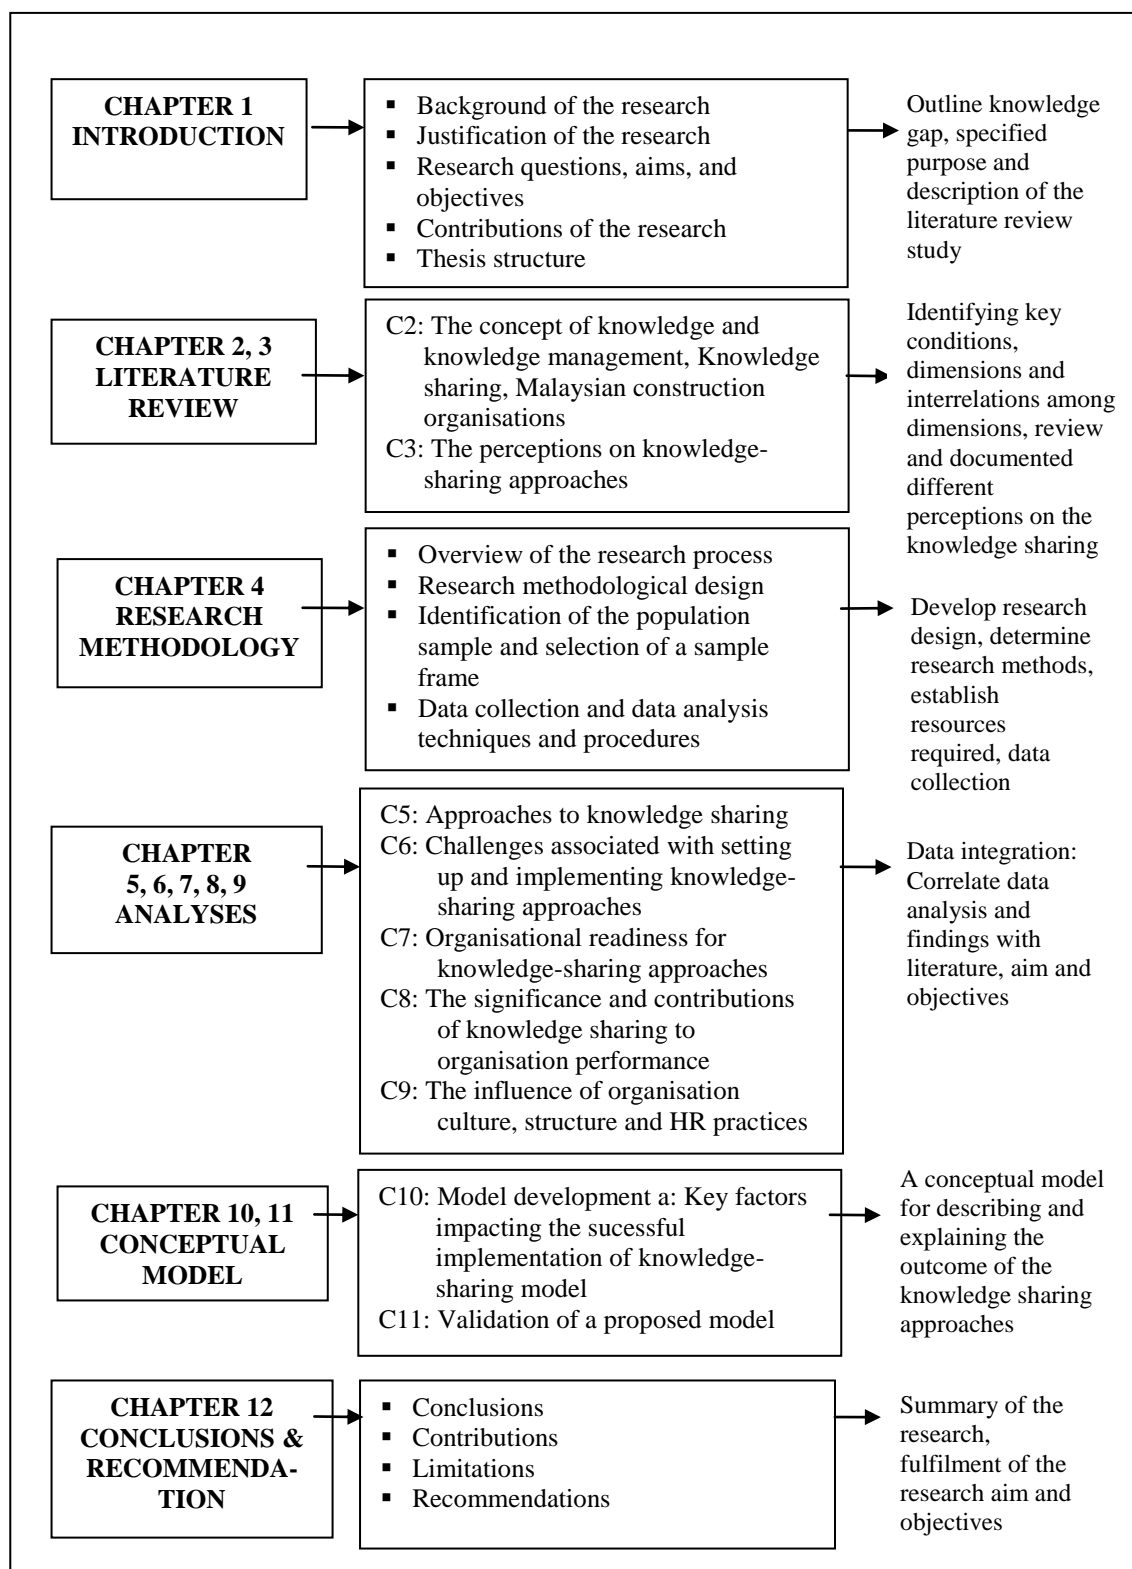 CHAPTER 1
INTRODUCTION
▪ Background of the research
▪ Justification of the research
▪ Research questions, aims, and
objectives
▪ Contributions of the research
▪ Thesis structure
Outline knowledge
gap, specified
purpose and
description of the
literature review
study
CHAPTER 2, 3
LITERATURE
REVIEW
C2: The concept of knowledge and
knowledge management, Knowledge
sharing, Malaysian construction
organisations
C3: The perceptions on knowledge-
sharing approaches
Identifying key
conditions,
dimensions and
interrelations among
dimensions, review
and documented
different
perceptions on the
knowledge sharing
CHAPTER 4
RESEARCH
METHODOLOGY
▪ Overview of the research process
▪ Research methodological design
▪ Identification of the population
sample and selection of a sample
frame
▪ Data collection and data analysis
techniques and procedures
Develop research
design, determine
research methods,
establish
resources
required, data
collection
CHAPTER
5, 6, 7, 8, 9
ANALYSES
C5: Approaches to knowledge sharing
C6: Challenges associated with setting
up and implementing knowledge-
sharing approaches
C7: Organisational readiness for
knowledge-sharing approaches
C8: The significance and contributions
of knowledge sharing to
organisation performance
C9: The influence of organisation
culture, structure and HR practices
Data integration:
Correlate data
analysis and
findings with
literature, aim and
objectives
CHAPTER 10, 11
CONCEPTUAL
MODEL
C10: Model development a: Key factors
impacting the sucessful
implementation of knowledge-
sharing model
C11: Validation of a proposed model
A conceptual model
for describing and
explaining the
outcome of the
knowledge sharing
approaches
CHAPTER 12
CONCLUSIONS &
RECOMMENDA-
TION
▪ Conclusions
▪ Contributions
▪ Limitations
▪ Recommendations
Summary of the
research,
fulfilment of the
research aim and
objectives